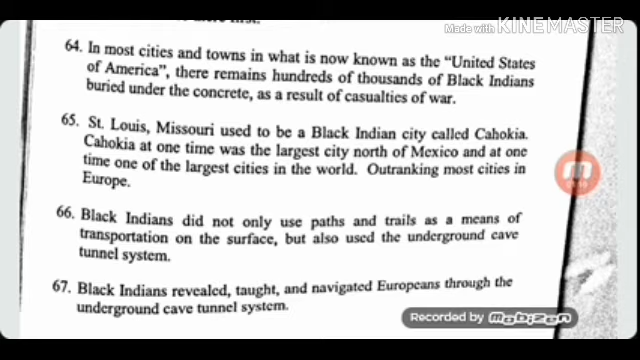 Made with KINEMASTER
64. In most cities and towns in what is now known as the "United States
of America", there remains hundreds of thousands of Black Indians
buried under the concrete, as a result of casualties of war.
65. St. Louis, Missouri used to be a Black Indian city called Cahokia.
Cahokia at one time was the largest city north of Mexico and at one
time one of the largest cities in the world. Outranking most cities in
Europe.
66. Black Indians did not only use paths and trails as a means of
transportation on the surface, but also used the underground cave
tunnel system.
67. Black Indians revealed, taught, and navigated Europeans through the
underground cave tunnel system.
Recorded by Mobizen